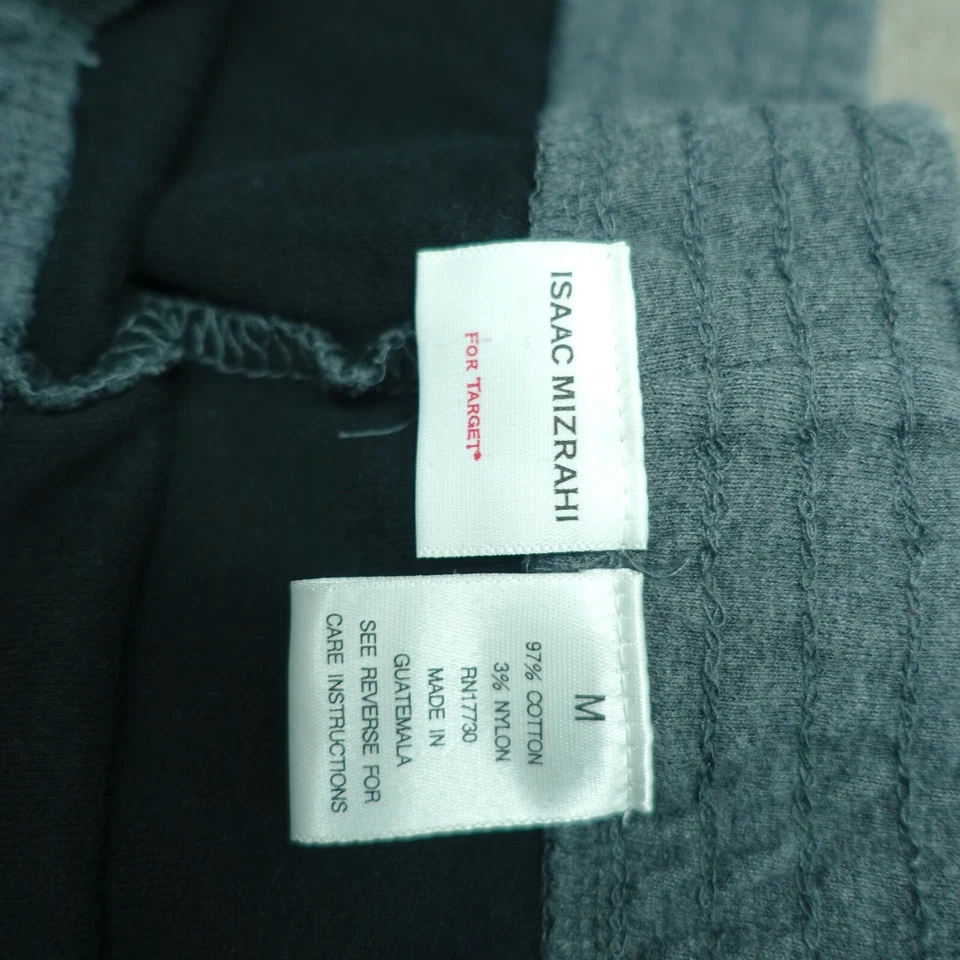 ISAAC MIZRAHI
FOR TARGET®
M
97% COTTON
3% NYLON
RN17730
MADE IN
GUATEMALA
SEE REVERSE FOR
CARE INSTRUCTIONS